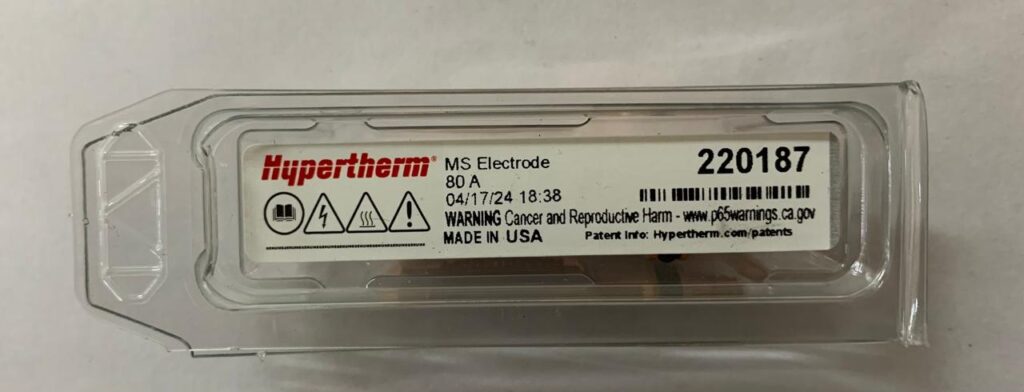 Hypertherm®
MS Electrode
80 A
04/17/24 18:38
220187
WARNING Cancer and Reproductive Harm - www.p65warnings.ca.gov
MADE IN USA
Patent Info: Hypertherm.com/patents